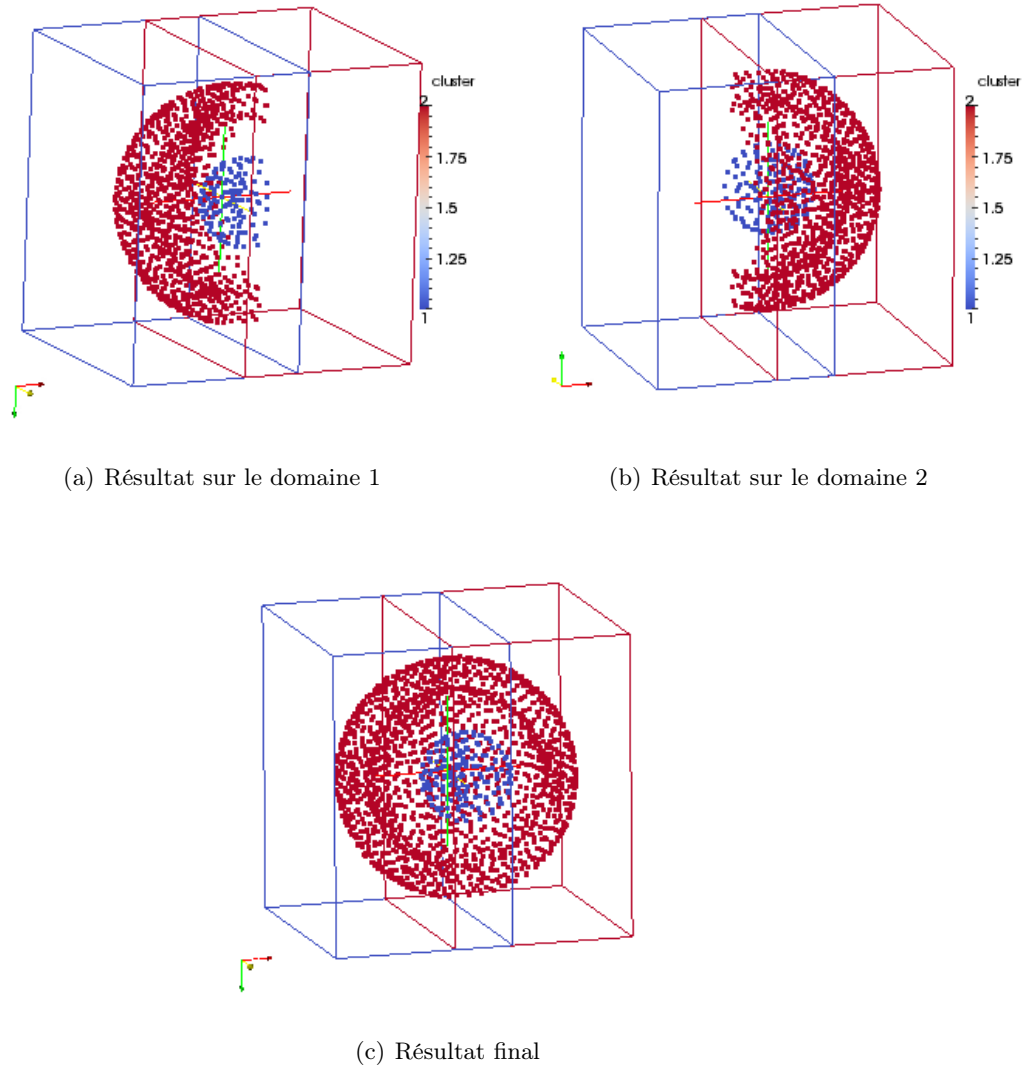 cluster
2
1.75
1.5
1.25
1
cluster
2
1.75
1.5
1.25
1
(a) Résultat sur le domaine 1
(b) Résultat sur le domaine 2
(c) Résultat final